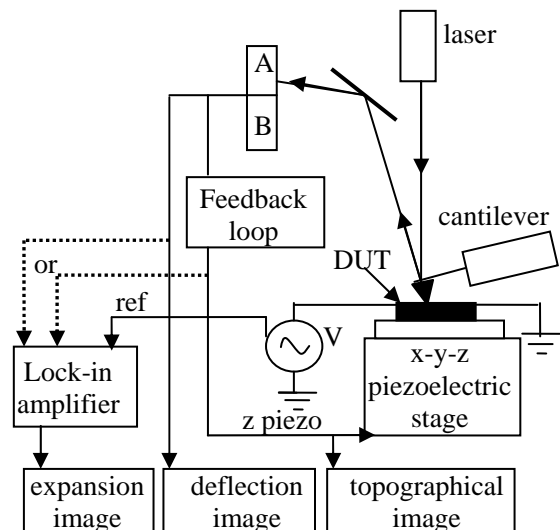 laser
A
B
Feedback
loop
cantilever
DUT
or
ref
V
Lock-in
amplifier
x-y-z
piezoelectric
stage
z piezo
expansion
image
deflection
image
topographical
image